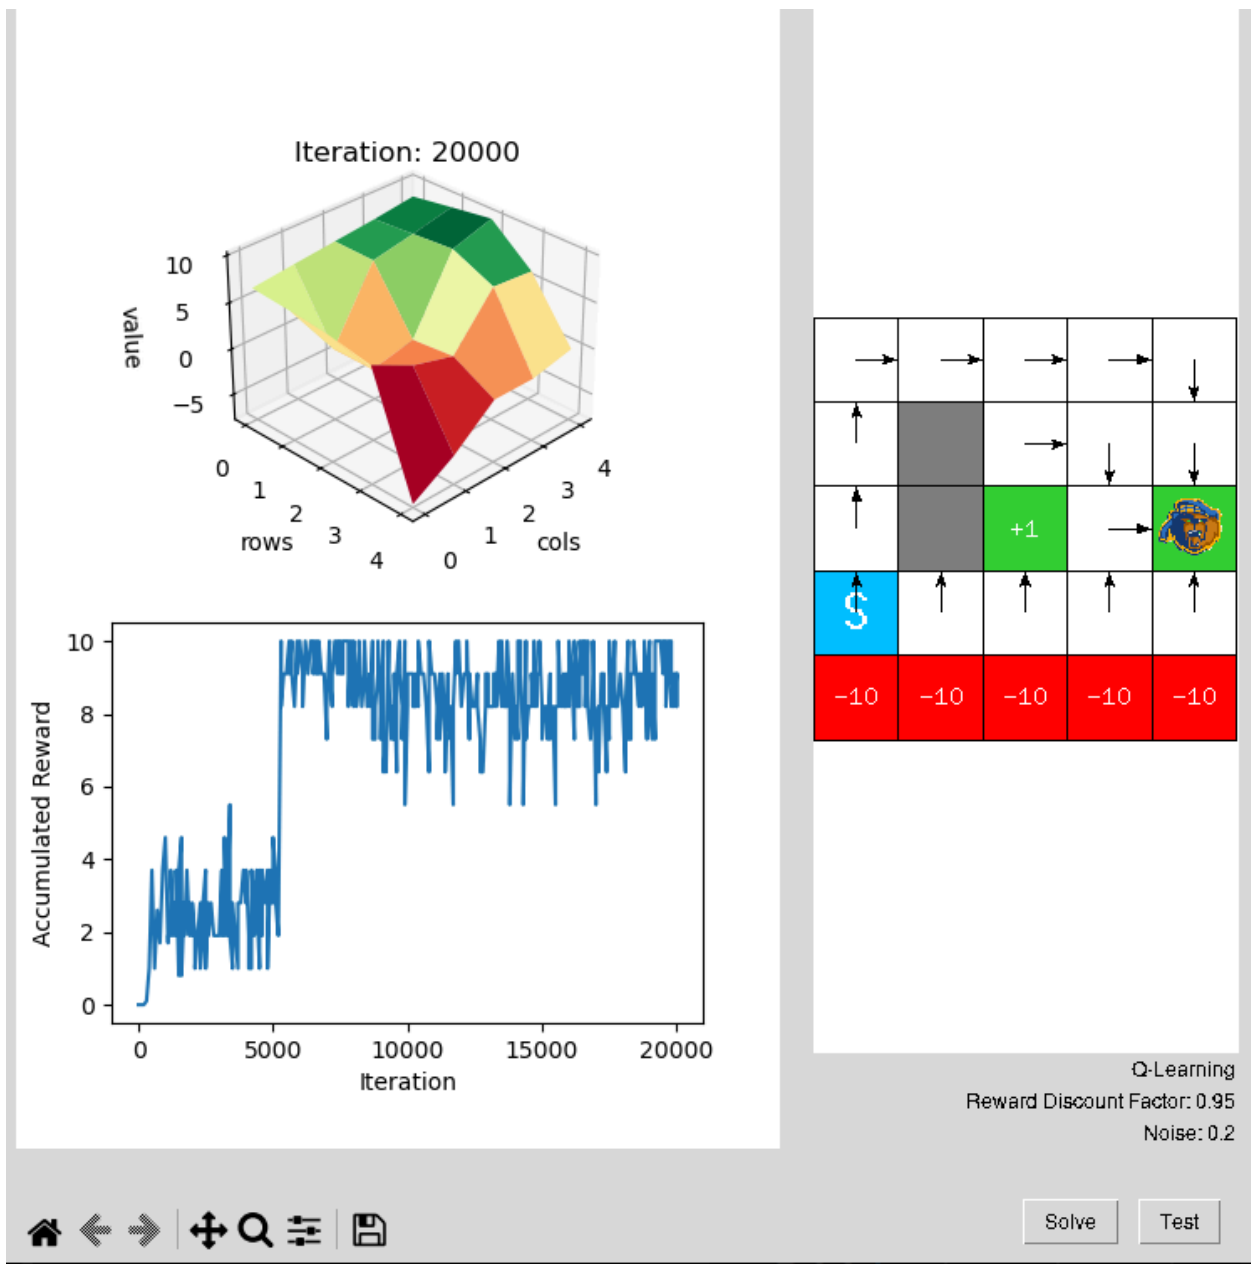 Iteration: 20000
10
5
0
−5
value
0
1
2
3
4
rows
0
1
2
3
4
cols
10
8
6
4
2
0
Accumulated Reward
0 5000 10000 15000 20000
Iteration
+1
S
-10 -10 -10 -10 -10
Q-Learning
Reward Discount Factor: 0.95
Noise: 0.2
Solve Test